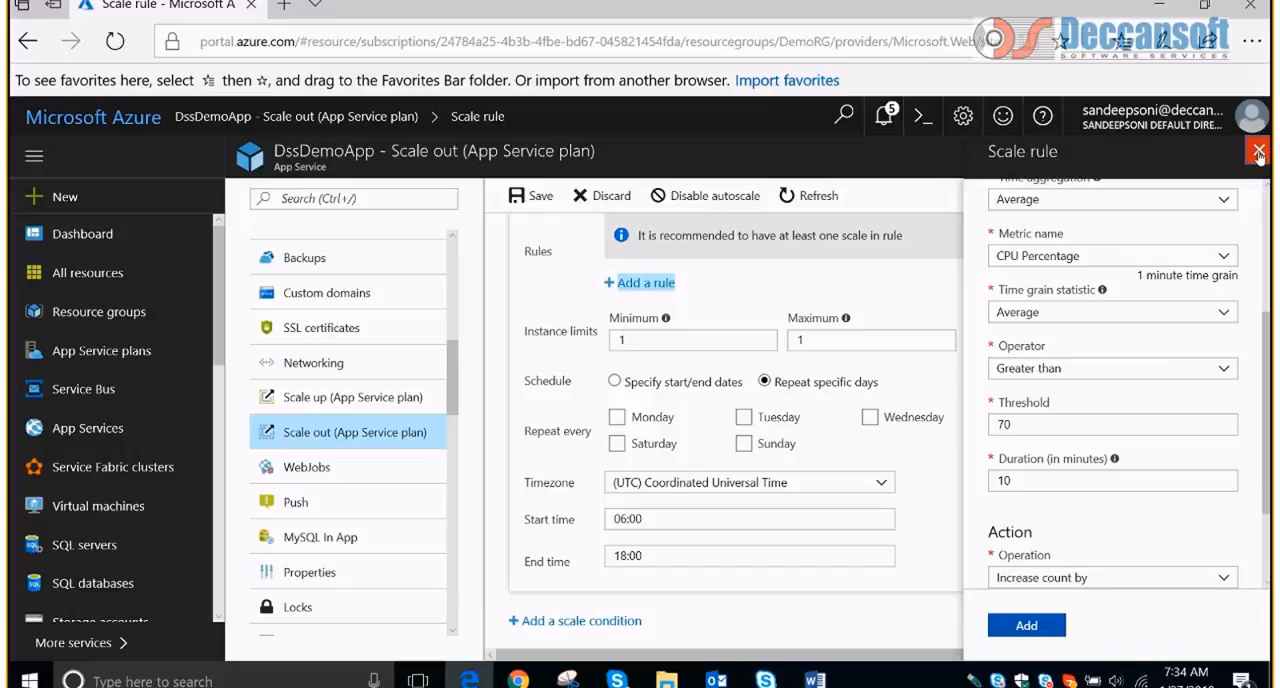 Scale rule - Microsoft A
portal.azure.com/#resource/subscriptions/24784a25-4b3b-4fbe-bd67-045821454fda/resourcegroups/DemoRG/providers/Microsoft.Web/
Deccansoft
SOFTWARE SERVICES
To see favorites here, select then , and drag to the Favorites Bar folder. Or import from another browser. Import favorites
Microsoft Azure DssDemoApp - Scale out (App Service plan) > Scale rule
5
sandeepsoni@deccan...
SANDEEPSONI DEFAULT DIRE...
DssDemoApp - Scale out (App Service plan)
App Service
Scale rule
New
Dashboard
All resources
Resource groups
App Service plans
Service Bus
App Services
Service Fabric clusters
Virtual machines
SQL servers
SQL databases
Storage accounts
More services >
Search (Ctrl+/)
Backups
Custom domains
SSL certificates
Networking
Scale up (App Service plan)
Scale out (App Service plan)
WebJobs
Push
MySQL In App
Properties
Locks
Save Discard Disable autoscale Refresh
Rules
It is recommended to have at least one scale in rule
+ Add a rule
Instance limits
Minimum Maximum
1 1
Schedule Specify start/end dates Repeat specific days
Repeat every
Monday Tuesday Wednesday
Saturday Sunday
Timezone (UTC) Coordinated Universal Time
Start time 06:00
End time 18:00
+ Add a scale condition
* Time aggregation
Average
* Metric name
CPU Percentage
1 minute time grain
* Time grain statistic
Average
* Operator
Greater than
* Threshold
70
* Duration (in minutes)
10
Action
* Operation
Increase count by
Add
Type here to search
7:34 AM